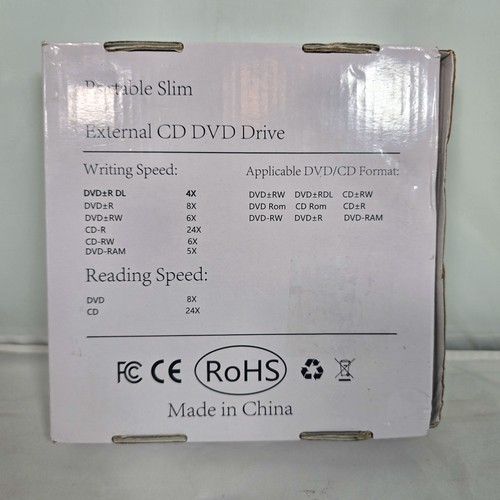 Portable Slim
External CD DVD Drive
Writing Speed:
DVD±R DL 4X
DVD±R 8X
DVD±RW 6X
CD-R 24X
CD-RW 6X
DVD-RAM 5X
Applicable DVD/CD Format:
DVD±RW DVD±RDL CD±RW
DVD Rom CD Rom CD±R
DVD-RW DVD±R DVD-RAM
Reading Speed:
DVD 8X
CD 24X
FC CE RoHS
Made in China